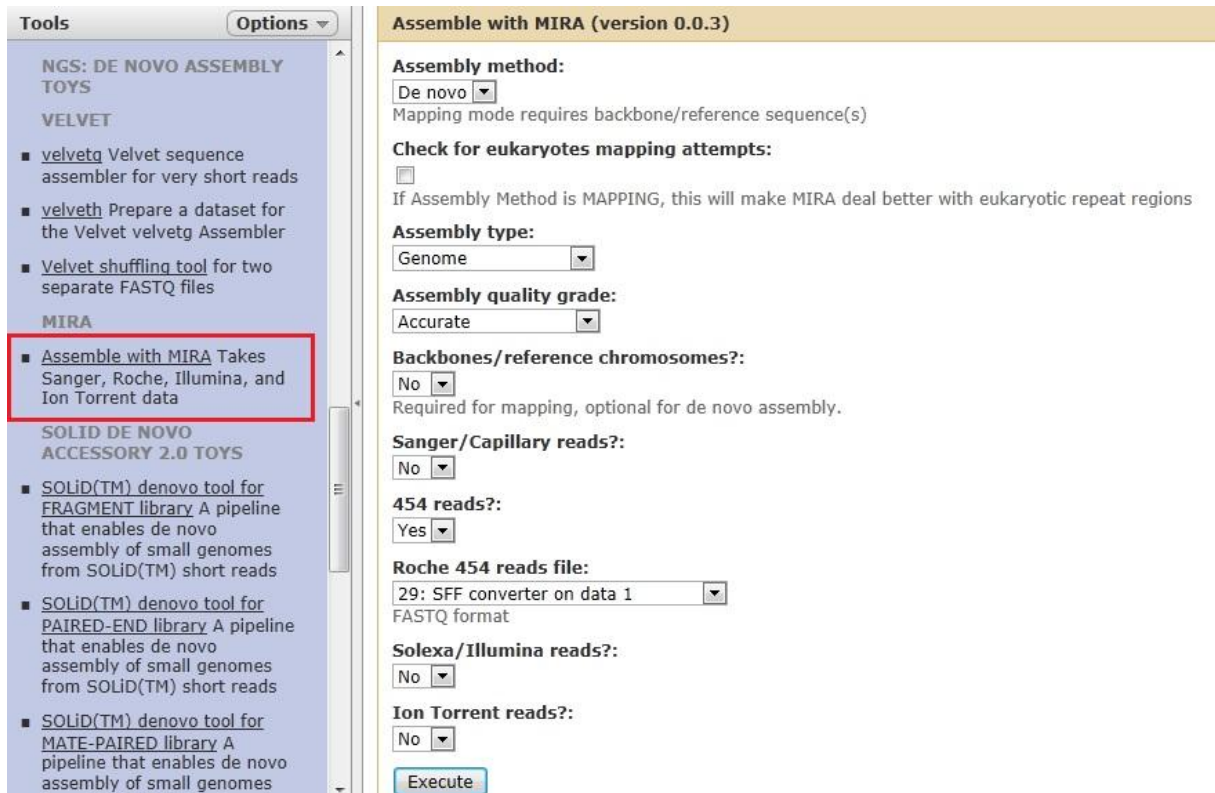 Tools
Options
NGS: DE NOVO ASSEMBLY
TOYS
VELVET
velvetg Velvet sequence
assembler for very short reads
velveth Prepare a dataset for
the Velvet velvetg Assembler
Velvet shuffling tool for two
separate FASTQ files
MIRA
Assemble with MIRA Takes
Sanger, Roche, Illumina, and
Ion Torrent data
SOLID DE NOVO
ACCESSORY 2.0 TOYS
SOLiD(TM) denovo tool for
FRAGMENT library A pipeline
that enables de novo
assembly of small genomes
from SOLiD(TM) short reads
SOLiD(TM) denovo tool for
PAIRED-END library A pipeline
that enables de novo
assembly of small genomes
from SOLiD(TM) short reads
SOLiD(TM) denovo tool for
MATE-PAIRED library A
pipeline that enables de novo
assembly of small genomes
Assemble with MIRA (version 0.0.3)
Assembly method:
De novo
Mapping mode requires backbone/reference sequence(s)
Check for eukaryotes mapping attempts:
If Assembly Method is MAPPING, this will make MIRA deal better with eukaryotic repeat regions
Assembly type:
Genome
Assembly quality grade:
Accurate
Backbones/reference chromosomes?:
No
Required for mapping, optional for de novo assembly.
Sanger/Capillary reads?:
No
454 reads?:
Yes
Roche 454 reads file:
29: SFF converter on data 1
FASTQ format
Solexa/Illumina reads?:
No
Ion Torrent reads?:
No
Execute